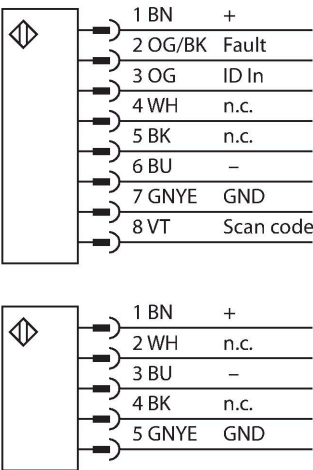 1 BN +
2 OG/BK Fault
3 OG ID In
4 WH n.c.
5 BK n.c.
6 BU –
7 GNYE GND
8 VT Scan code
1 BN +
2 WH n.c.
3 BU –
4 BK n.c.
5 GNYE GND